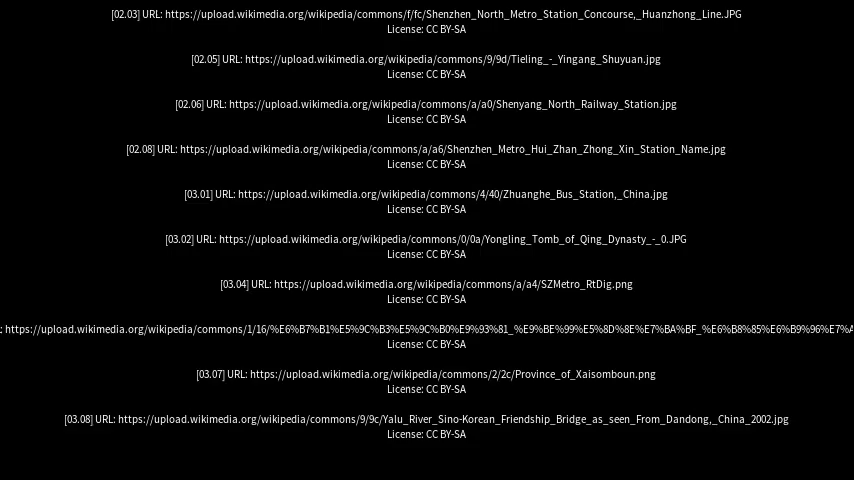 [02.03] URL: https://upload.wikimedia.org/wikipedia/commons/f/fc/Shenzhen_North_Metro_Station_Concourse,_Huanzhong_Line.JPG
License: CC BY-SA
[02.05] URL: https://upload.wikimedia.org/wikipedia/commons/9/9d/Tieling_-_Yingang_Shuyuan.jpg
License: CC BY-SA
[02.06] URL: https://upload.wikimedia.org/wikipedia/commons/a/a0/Shenyang_North_Railway_Station.jpg
License: CC BY-SA
[02.08] URL: https://upload.wikimedia.org/wikipedia/commons/a/a6/Shenzhen_Metro_Hui_Zhan_Zhong_Xin_Station_Name.jpg
License: CC BY-SA
[03.01] URL: https://upload.wikimedia.org/wikipedia/commons/4/40/Zhuanghe_Bus_Station,_China.jpg
License: CC BY-SA
[03.02] URL: https://upload.wikimedia.org/wikipedia/commons/0/0a/Yongling_Tomb_of_Qing_Dynasty_-_0.JPG
License: CC BY-SA
[03.04] URL: https://upload.wikimedia.org/wikipedia/commons/a/a4/SZMetro_RtDig.png
License: CC BY-SA
: https://upload.wikimedia.org/wikipedia/commons/1/16/%E6%B7%B1%E5%9C%B3%E5%9C%B0%E9%93%81_%E9%BE%99%E5%8D%8E%E7%BA%BF_%E6%B8%85%E6%B9%96%E7%A
License: CC BY-SA
[03.07] URL: https://upload.wikimedia.org/wikipedia/commons/2/2c/Province_of_Xaisomboun.png
License: CC BY-SA
[03.08] URL: https://upload.wikimedia.org/wikipedia/commons/9/9c/Yalu_River_Sino-Korean_Friendship_Bridge_as_seen_From_Dandong,_China_2002.jpg
License: CC BY-SA